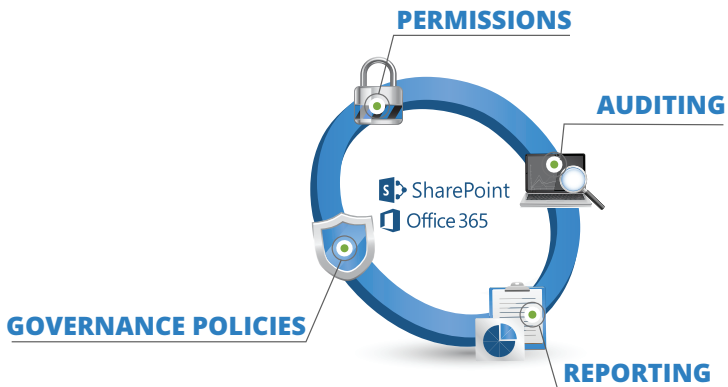 PERMISSIONS
AUDITING
S SharePoint
Office 365
GOVERNANCE POLICIES
REPORTING